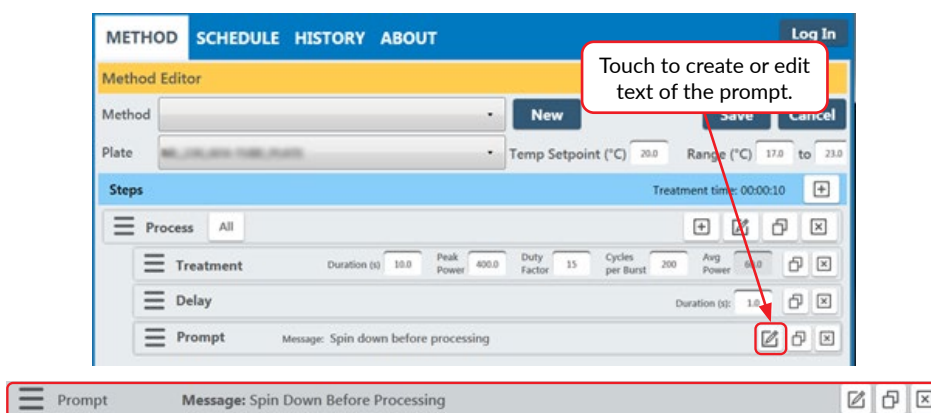 METHOD SCHEDULE HISTORY ABOUT Log In
Method Editor
Touch to create or edit
text of the prompt.
Method New Save Cancel
Plate Temp Setpoint (°C) 20.0 Range (°C) 17.0 to 23.0
Steps Treatment time: 00:00:10
Process All
Treatment Duration (s) 10.0 Peak Power 400.0 Duty Factor 15 Cycles per Burst 200 Avg Power
Delay Duration (s): 1.0
Prompt Message: Spin down before processing
Prompt Message: Spin Down Before Processing